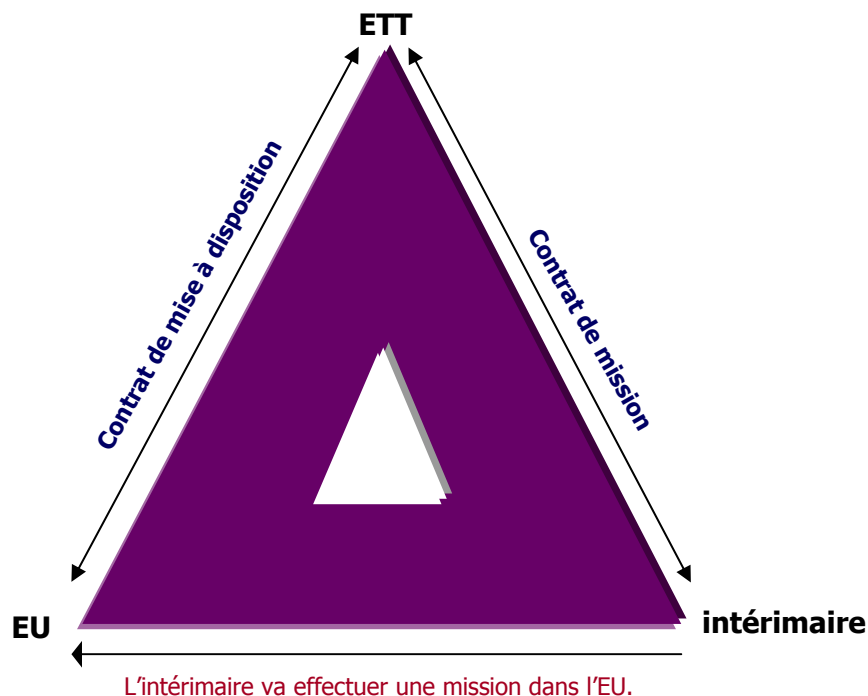 ETT
Contrat de mise à disposition
Contrat de mission
EU
intérimaire
L'intérimaire va effectuer une mission dans l'EU.